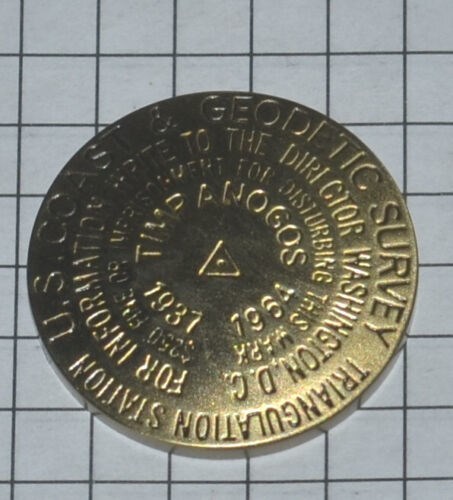 U.S. COAST & GEODETIC SURVEY
TRIANGULATION STATION
FOR INFORMATION WRITE TO THE DIRECTOR WASHINGTON, D.C.
$250 FINE OR IMPRISONMENT FOR DISTURBING THIS MARK
TIMPANOGOS
1937
1964